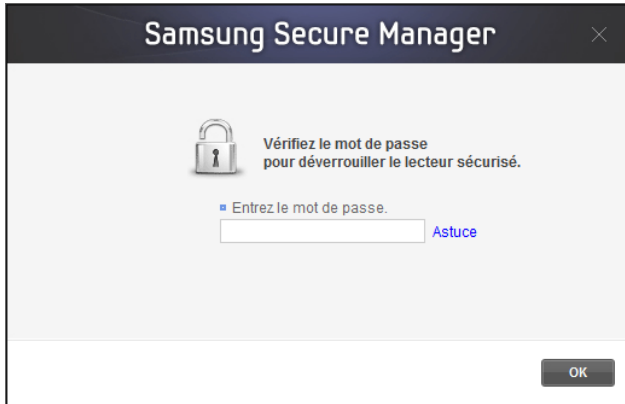 Samsung Secure Manager
Vérifiez le mot de passe
pour déverrouiller le lecteur sécurisé.
Entrez le mot de passe.
Astuce
OK